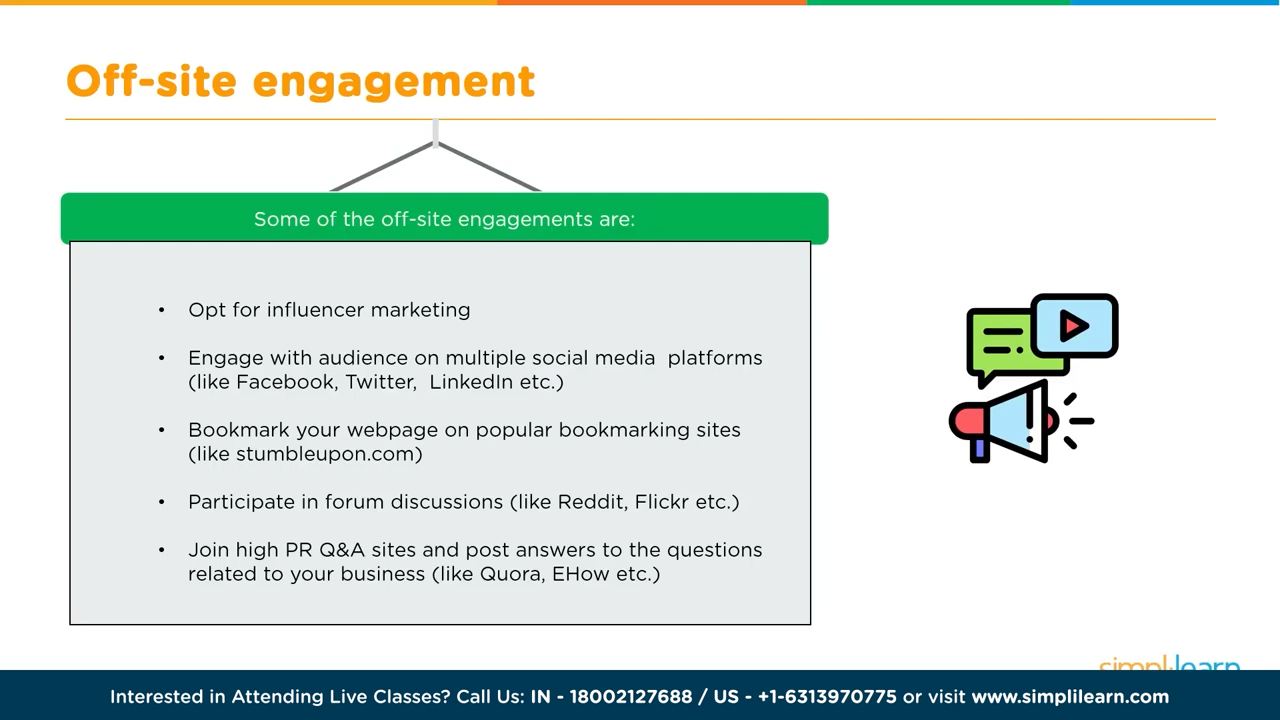 Off-site engagement
Some of the off-site engagements are:
• Opt for influencer marketing
• Engage with audience on multiple social media platforms
(like Facebook, Twitter, LinkedIn etc.)
• Bookmark your webpage on popular bookmarking sites
(like stumbleupon.com)
• Participate in forum discussions (like Reddit, Flickr etc.)
• Join high PR Q&A sites and post answers to the questions
related to your business (like Quora, EHow etc.)
simplilearn
Interested in Attending Live Classes? Call Us: IN - 18002127688 / US - +1-6313970775 or visit www.simplilearn.com